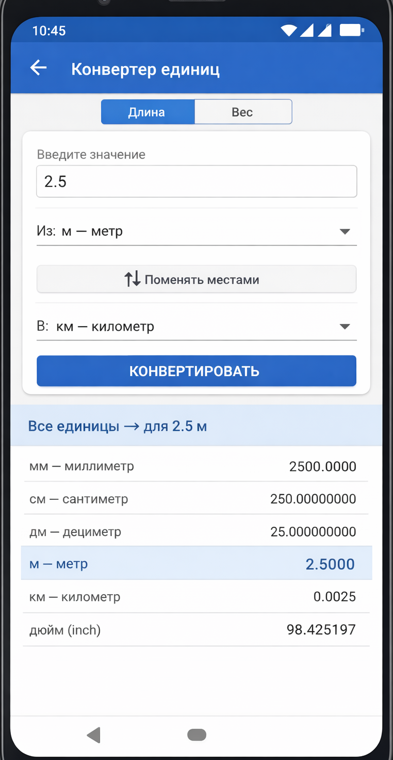 10:45
Конвертер единиц
Длина Вес
Введите значение
2.5
Из: м — метр
Поменять местами
В: км — километр
КОНВЕРТИРОВАТЬ
Все единицы → для 2.5 м
мм — миллиметр 2500.0000
см — сантиметр 250.00000000
дм — дециметр 25.000000000
м — метр 2.5000
км — километр 0.0025
дюйм (inch) 98.425197